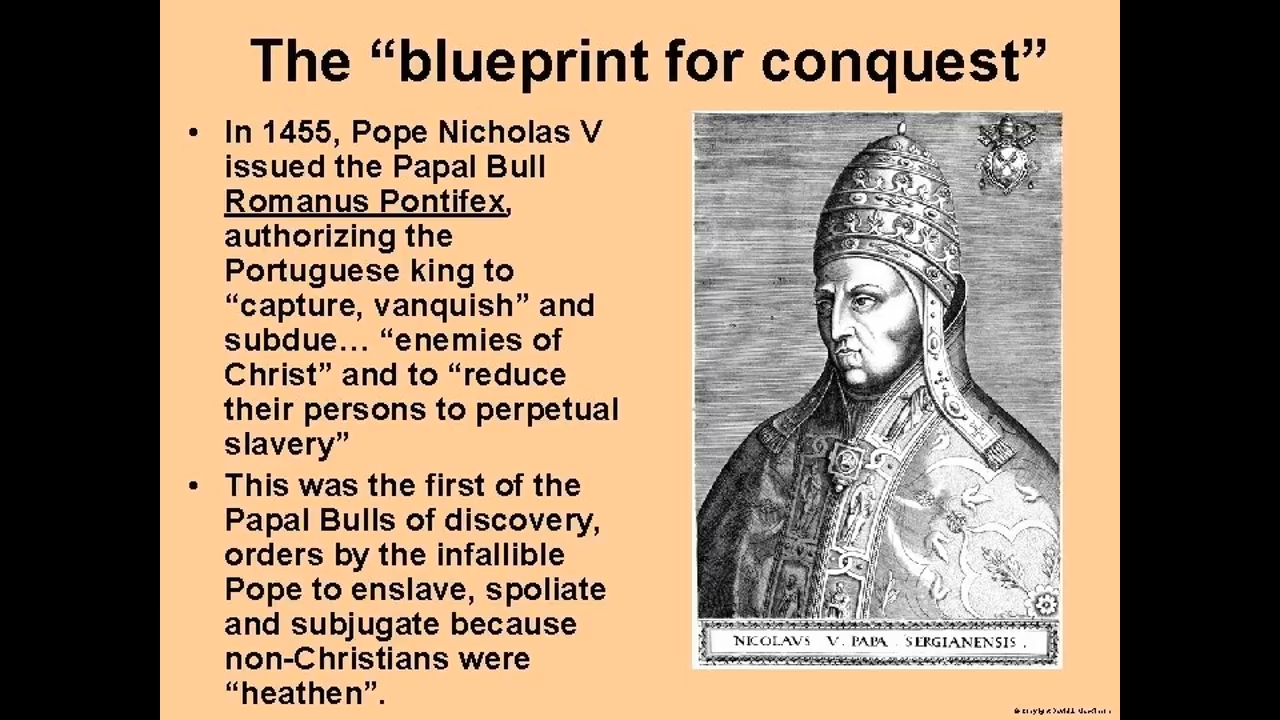 The “blueprint for conquest”
• In 1455, Pope Nicholas V
issued the Papal Bull
Romanus Pontifex,
authorizing the
Portuguese king to
“capture, vanquish” and
subdue… “enemies of
Christ” and to “reduce
their persons to perpetual
slavery”
• This was the first of the
Papal Bulls of discovery,
orders by the infallible
Pope to enslave, spoliate
and subjugate because
non-Christians were
“heathen”.
NICOLAVS V. PAPA . SERGIANENSIS .